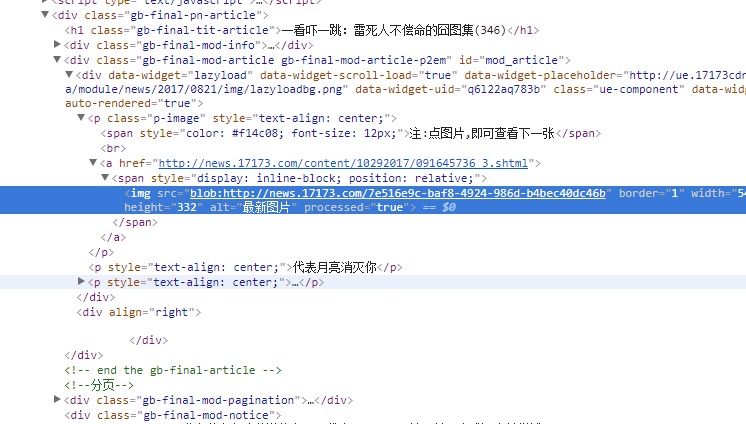 <script type="text/javascript">…</script>
▼<div class="gb-final-pn-article">
<h1 class="gb-final-tit-article">一看吓一跳：雷死人不偿命的囧图集(346)</h1>
▶<div class="gb-final-mod-info">…</div>
▼<div class="gb-final-mod-article gb-final-mod-article-p2em" id="mod_article">
▼<div data-widget="lazyload" data-widget-scroll-load="true" data-widget-placeholder="http://ue.17173cdn
a/module/news/2017/0821/img/lazyloadbg.png" data-widget-uid="q6122aq783b" class="ue-component" data-widg
auto-rendered="true">
▼<p class="p-image" style="text-align: center;">
<span style="color: #f14c08; font-size: 12px;">注:点图片,即可查看下一张</span>
<br>
▼<a href="http://news.17173.com/content/10292017/091645736_3.shtml">
▼<span style="display: inline-block; position: relative;">
<img src="blob:http://news.17173.com/7e516e9c-baf8-4924-986d-b4bec40dc46b" border="1" width="54
height="332" alt="最新图片" processed="true"> == $0
</span>
</a>
</p>
<p style="text-align: center;">代表月亮消灭你</p>
▶<p style="text-align: center;">…</p>
</div>
<div align="right">
</div>
</div>
<!-- end the gb-final-article -->
<!--分页-->
▶<div class="gb-final-mod-pagination">…</div>
<div class="gb-final-mod-notice">